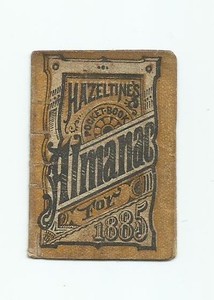 HAZELTINE'S
POCKET-BOOK
Almanac
For
1885